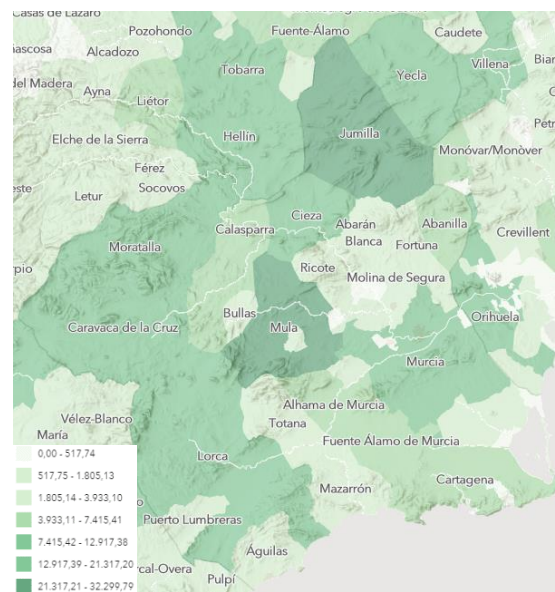 Casas de Lázaro
Pozohondo
Fuente-Álamo
Caudete
Alcadozo
Tobarra
Yecla
Villena
Ayna
Liétor
Hellín
Jumilla
Elche de la Sierra
Monóvar/Monòver
Férez
Socovos
Letur
Cieza
Abarán
Abanilla
Calasparra
Blanca
Fortuna
Crevillent
Moratalla
Ricote
Molina de Segura
Bullas
Orihuela
Caravaca de la Cruz
Mula
Murcia
Alhama de Murcia
Vélez-Blanco
Totana
María
Fuente Álamo de Murcia
Lorca
Cartagena
Mazarrón
Puerto Lumbreras
Águilas
Pulpí
0,00 - 517,74
517,75 - 1.805,13
1.805,14 - 3.933,10
3.933,11 - 7.415,41
7.415,42 - 12.917,38
12.917,39 - 21.317,20
21.317,21 - 32.299,79